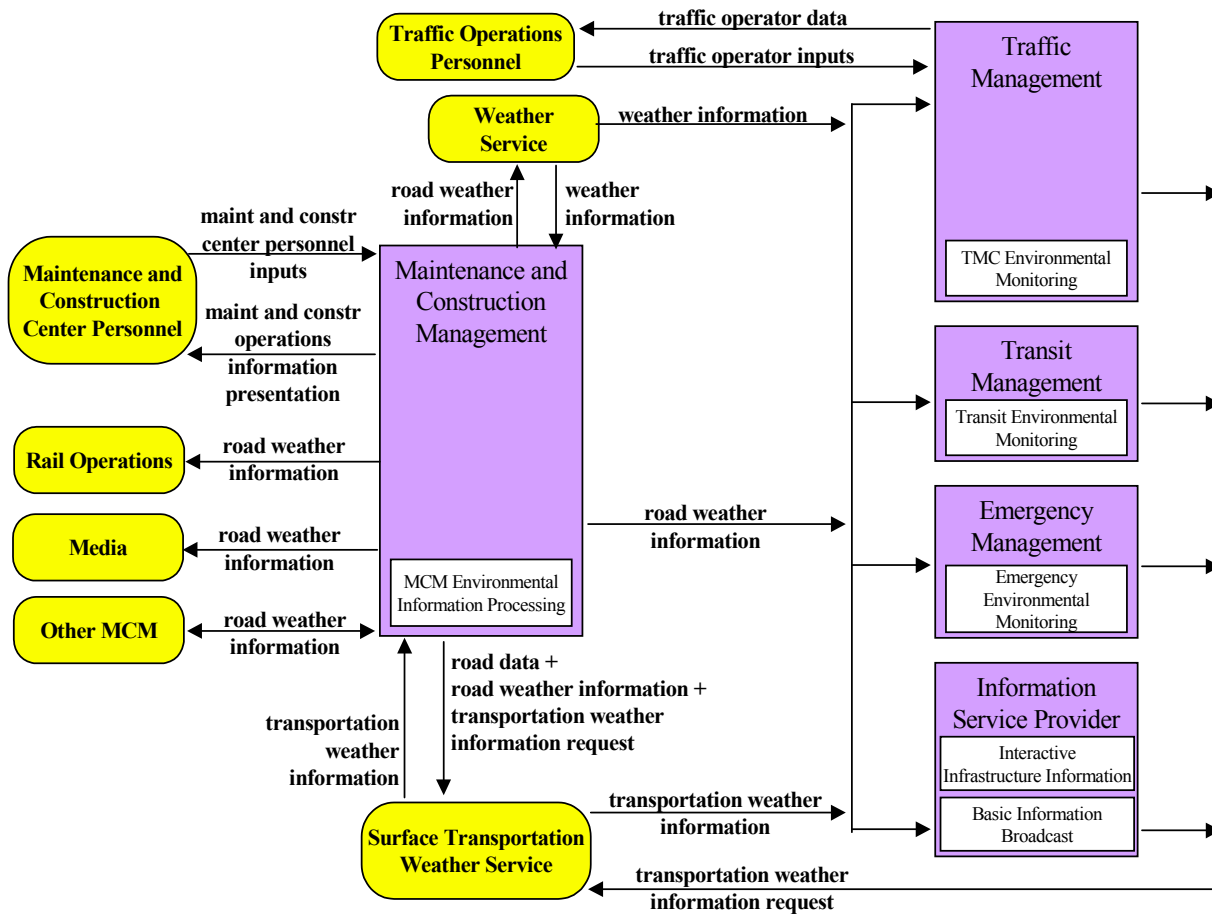 traffic operator data
Traffic Operations
Personnel
traffic operator inputs
Traffic
Management
TMC Environmental
Monitoring
Weather
Service
weather information
road weather
information
weather
information
maint and constr
center personnel
inputs
Maintenance and
Construction
Center Personnel
maint and constr
operations
information
presentation
Maintenance and
Construction
Management
MCM Environmental
Information Processing
Transit
Management
Transit Environmental
Monitoring
Rail Operations
road weather
information
Media
road weather
information
Other MCM
road weather
information
road weather
information
Emergency
Management
Emergency
Environmental
Monitoring
transportation
weather
information
road data +
road weather information +
transportation weather
information request
Information
Service Provider
Interactive
Infrastructure Information
Basic Information
Broadcast
Surface Transportation
Weather Service
transportation weather
information
transportation weather
information request